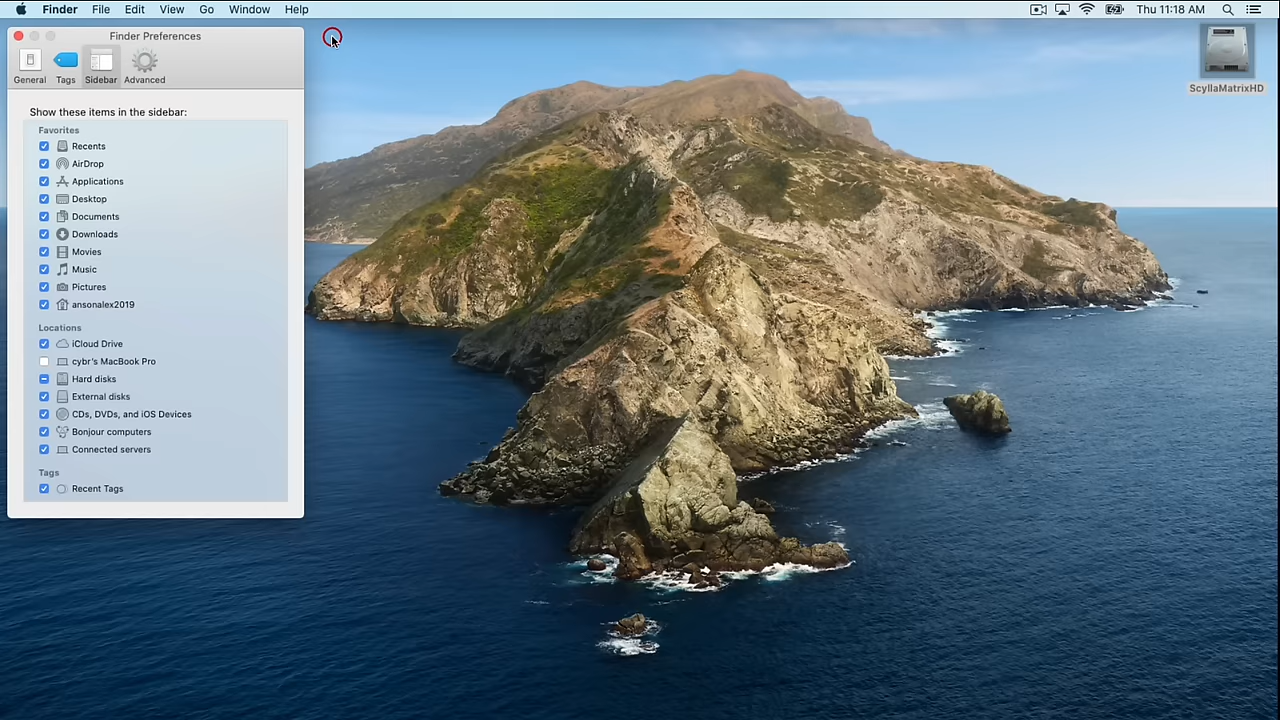 Finder File Edit View Go Window Help Thu 11:18 AM
Finder Preferences
General Tags Sidebar Advanced
Show these items in the sidebar:
Favorites
Recents
AirDrop
Applications
Desktop
Documents
Downloads
Movies
Music
Pictures
ansonalex2019
Locations
iCloud Drive
cybr's MacBook Pro
Hard disks
External disks
CDs, DVDs, and iOS Devices
Bonjour computers
Connected servers
Tags
Recent Tags
ScyllaMatrixHD